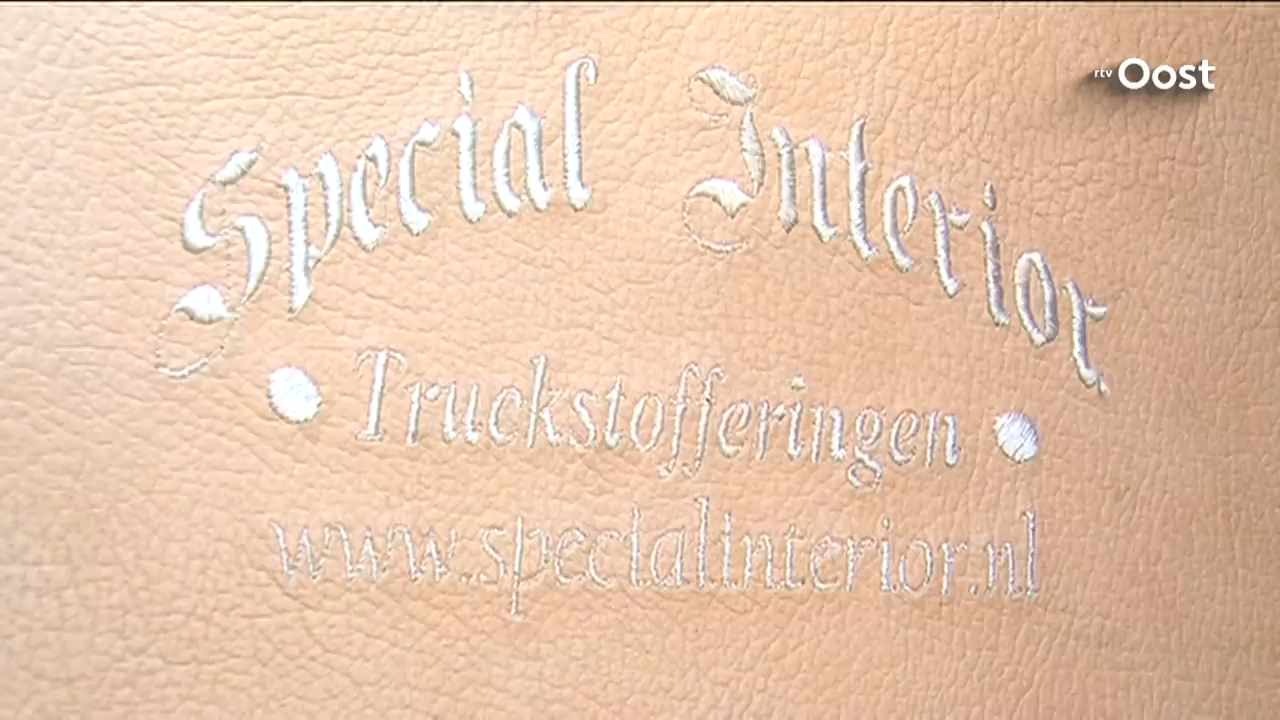 rtv Oost
Special Interior
• Truckstofferingen •
www.specialinterior.nl